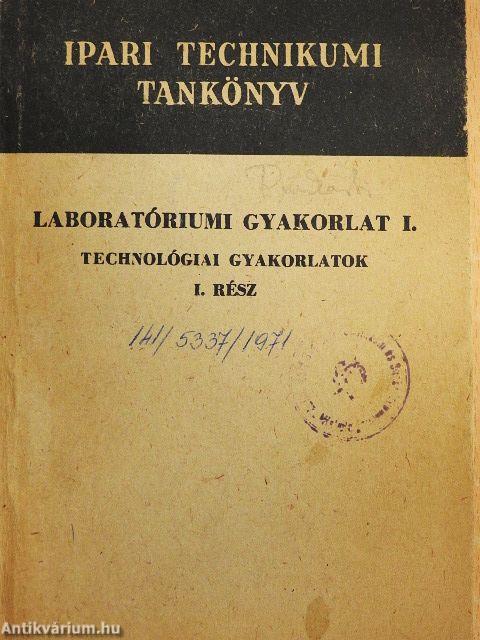 IPARI TECHNIKUMI
TANKÖNYV
LABORATÓRIUMI GYAKORLAT I.
TECHNOLÓGIAI GYAKORLATOK
I. RÉSZ
141/5337/1971
Antikvárium.hu